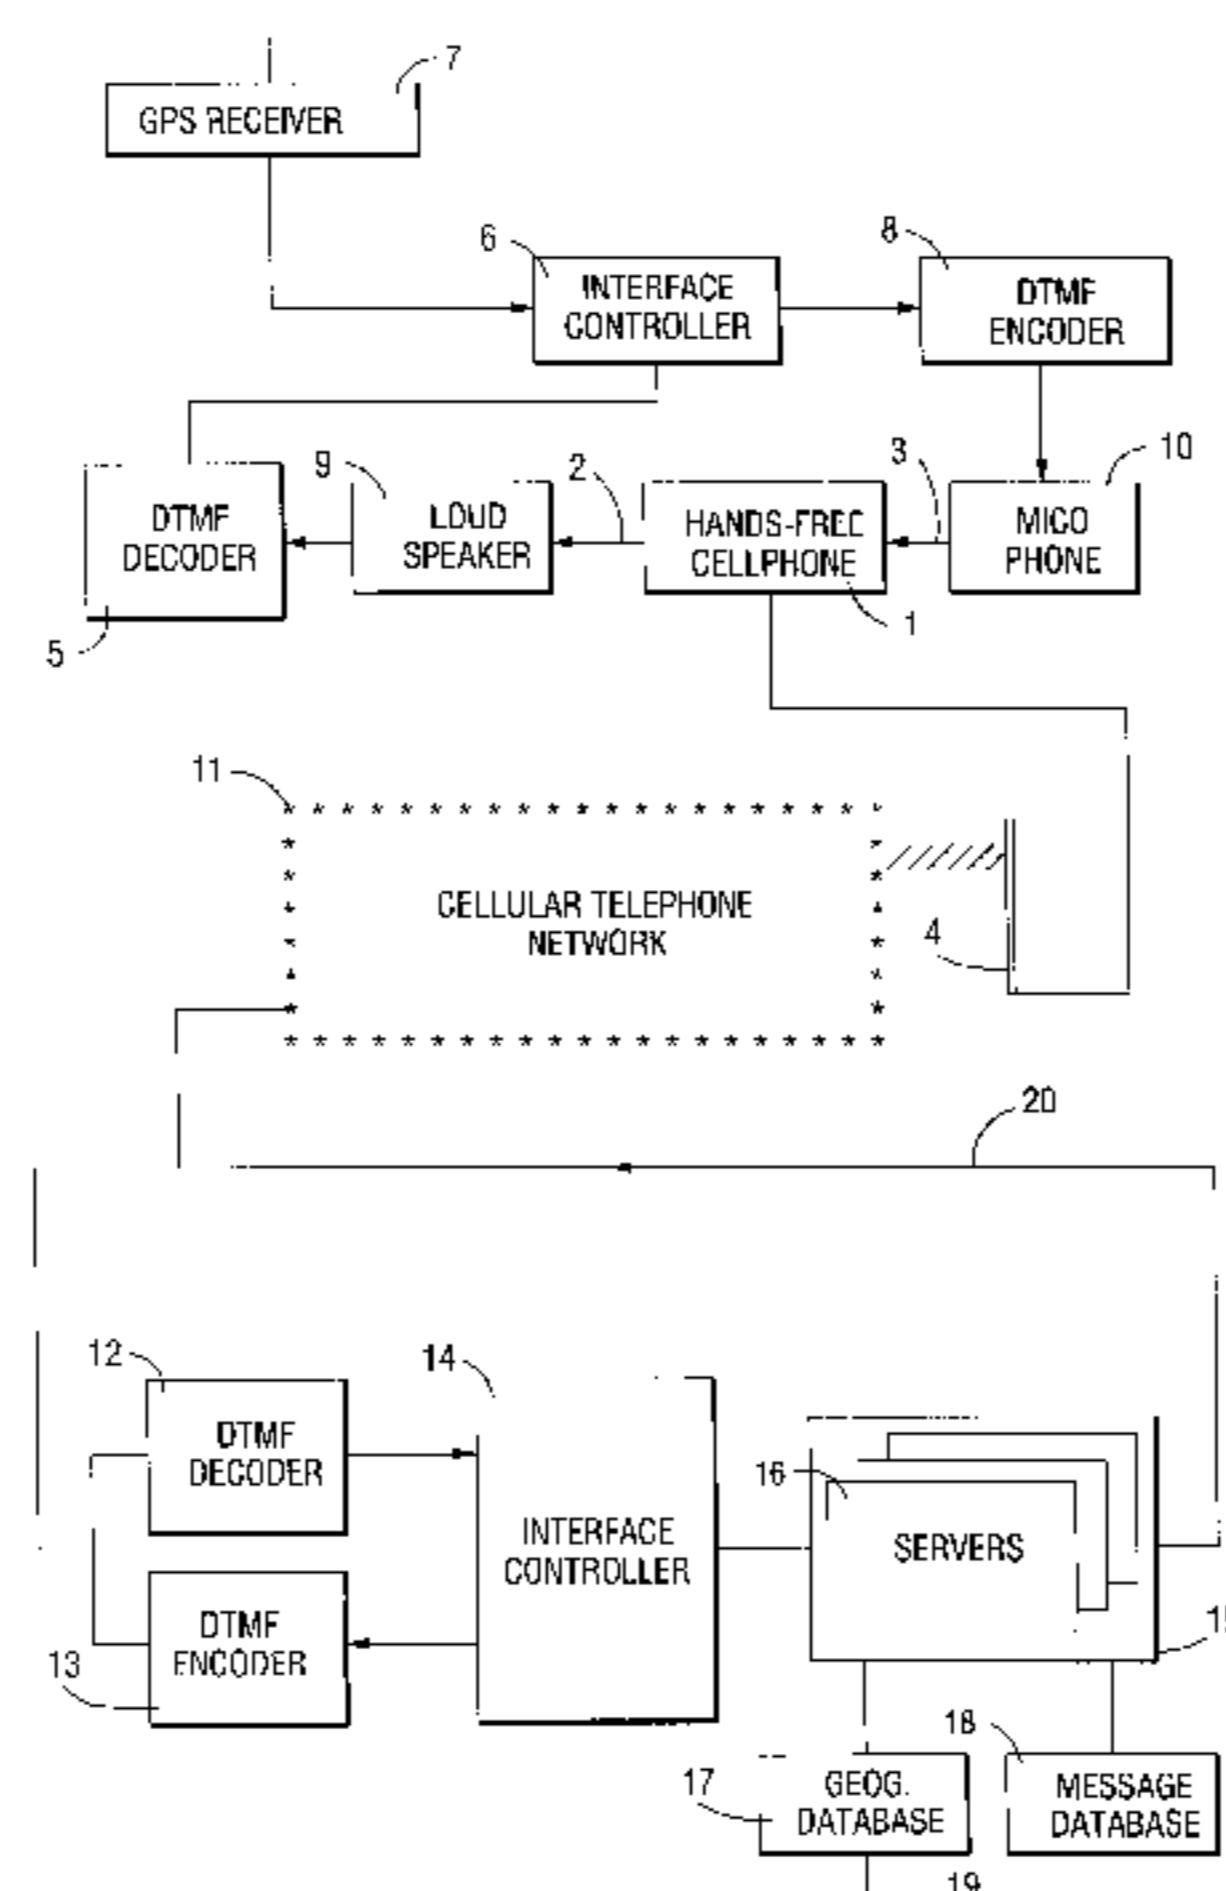 7
GPS RECEIVER
6
8
INTERFACE
CONTROLLER
DTMF
ENCODER
9
2
3
10
DTMF
DECODER
LOUD
SPEAKER
HANDS-FREE
CELLPHONE
MICO
PHONE
5
1
11
CELLULAR TELEPHONE
NETWORK
4
20
12
14
DTMF
DECODER
16
INTERFACE
CONTROLLER
SERVERS
DTMF
ENCODER
13
15
18
17
GEOG.
DATABASE
MESSAGE
DATABASE
19